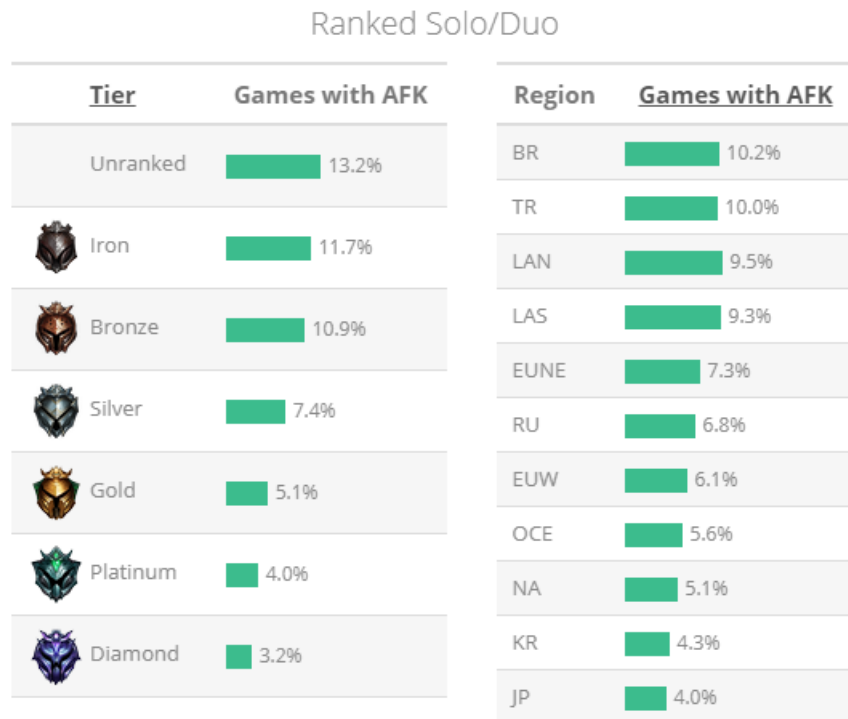 Ranked Solo/Duo
Tier Games with AFK
Unranked 13.2%
Iron 11.7%
Bronze 10.9%
Silver 7.4%
Gold 5.1%
Platinum 4.0%
Diamond 3.2%
Region Games with AFK
BR 10.2%
TR 10.0%
LAN 9.5%
LAS 9.3%
EUNE 7.3%
RU 6.8%
EUW 6.1%
OCE 5.6%
NA 5.1%
KR 4.3%
JP 4.0%